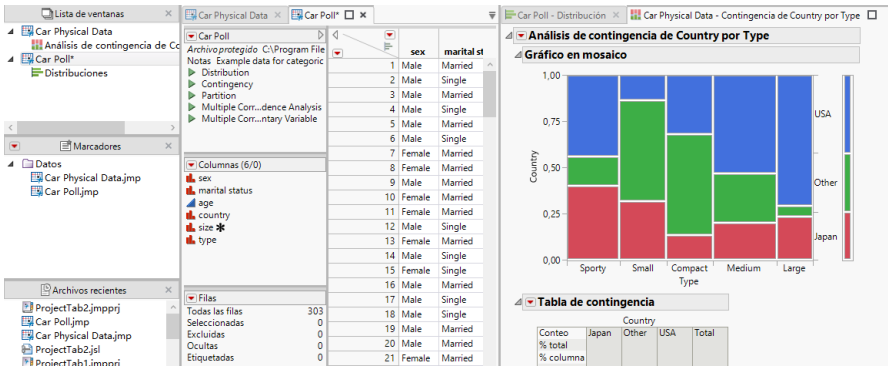 Lista de ventanas
Car Physical Data
Análisis de contingencia de Cc
Car Poll*
Distribuciones
Marcadores
Datos
Car Physical Data.jmp
Car Poll.jmp
Archivos recientes
ProjectTab2.jmpprj
Car Poll.jmp
Car Physical Data.jmp
ProjectTab2.jsl
ProjectTab1.jmpprj
Car Physical Data
Car Poll*
Car Poll
Archivo protegido C:\Program File
Notas Example data for categoric
Distribution
Contingency
Partition
Multiple Corr...dence Analysis
Multiple Corr...ntary Variable
Columnas (6/0)
sex
marital status
age
country
size
type
Filas
Todas las filas 303
Seleccionadas 0
Excluidas 0
Ocultas 0
Etiquetadas 0
sex marital st
1 Male Married
2 Male Single
3 Male Married
4 Male Single
5 Male Married
6 Male Single
7 Female Married
8 Female Married
9 Male Married
10 Female Married
11 Female Married
12 Male Single
13 Female Married
14 Male Single
15 Female Single
16 Male Married
17 Male Single
18 Male Single
19 Male Married
20 Male Married
21 Female Married
Car Poll - Distribución
Car Physical Data - Contingencia de Country por Type
Análisis de contingencia de Country por Type
Gráfico en mosaico
1,00
0,75
0,50
0,25
0,00
Country
USA
Other
Japan
Sporty Small Compact Medium Large
Type
Tabla de contingencia
Country
Conteo Japan Other USA Total
% total
% columna